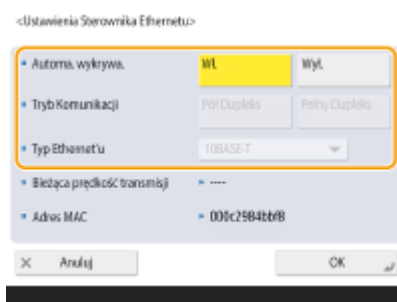 <Ustawienia Sterownika Ethernetu>
Automa. wykrywa. Wł. Wył.
Tryb Komunikacji Pół Dupleks Pełny Dupleks
Typ Ethernet'u 10BASE-T
Bieżąca prędkość transmisji ----
Adres MAC 000c2984bbf8
Anuluj OK